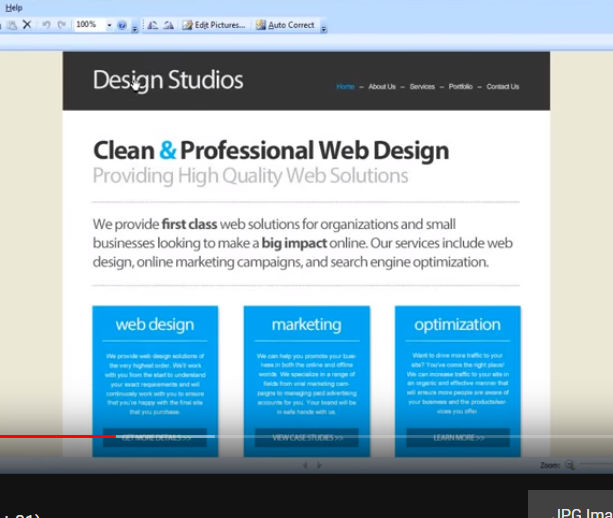 Help
100%
Edit Pictures...
Auto Correct
Design Studios
Home – About Us – Services – Portfolio – Contact Us
Clean & Professional Web Design
Providing High Quality Web Solutions
We provide first class web solutions for organizations and small
businesses looking to make a big impact online. Our services include web
design, online marketing campaigns, and search engine optimization.
web design
We provide web design solutions of
the very highest order. We'll work
with you from the start to understand
your exact requirements and will
continously work with you to ensure
that you're happy with the final site
that you purchase.
GET MORE DETAILS >>
marketing
We can help you promote your busi-
ness in both the online and offline
worlds. We specialize in a range of
fields from viral marketing cam-
paigns to managing paid advertising
accounts for you. Your brand will be
in safe hands with us.
VIEW CASE STUDIES >>
optimization
Want to drive more traffic to your
site? You've come the right place!
We can increase traffic to your site in
an organic and effective manner that
will ensure more people are aware of
your business and the products/ser-
vices you offer.
LEARN MORE >>
Zoom:
JPG Ima